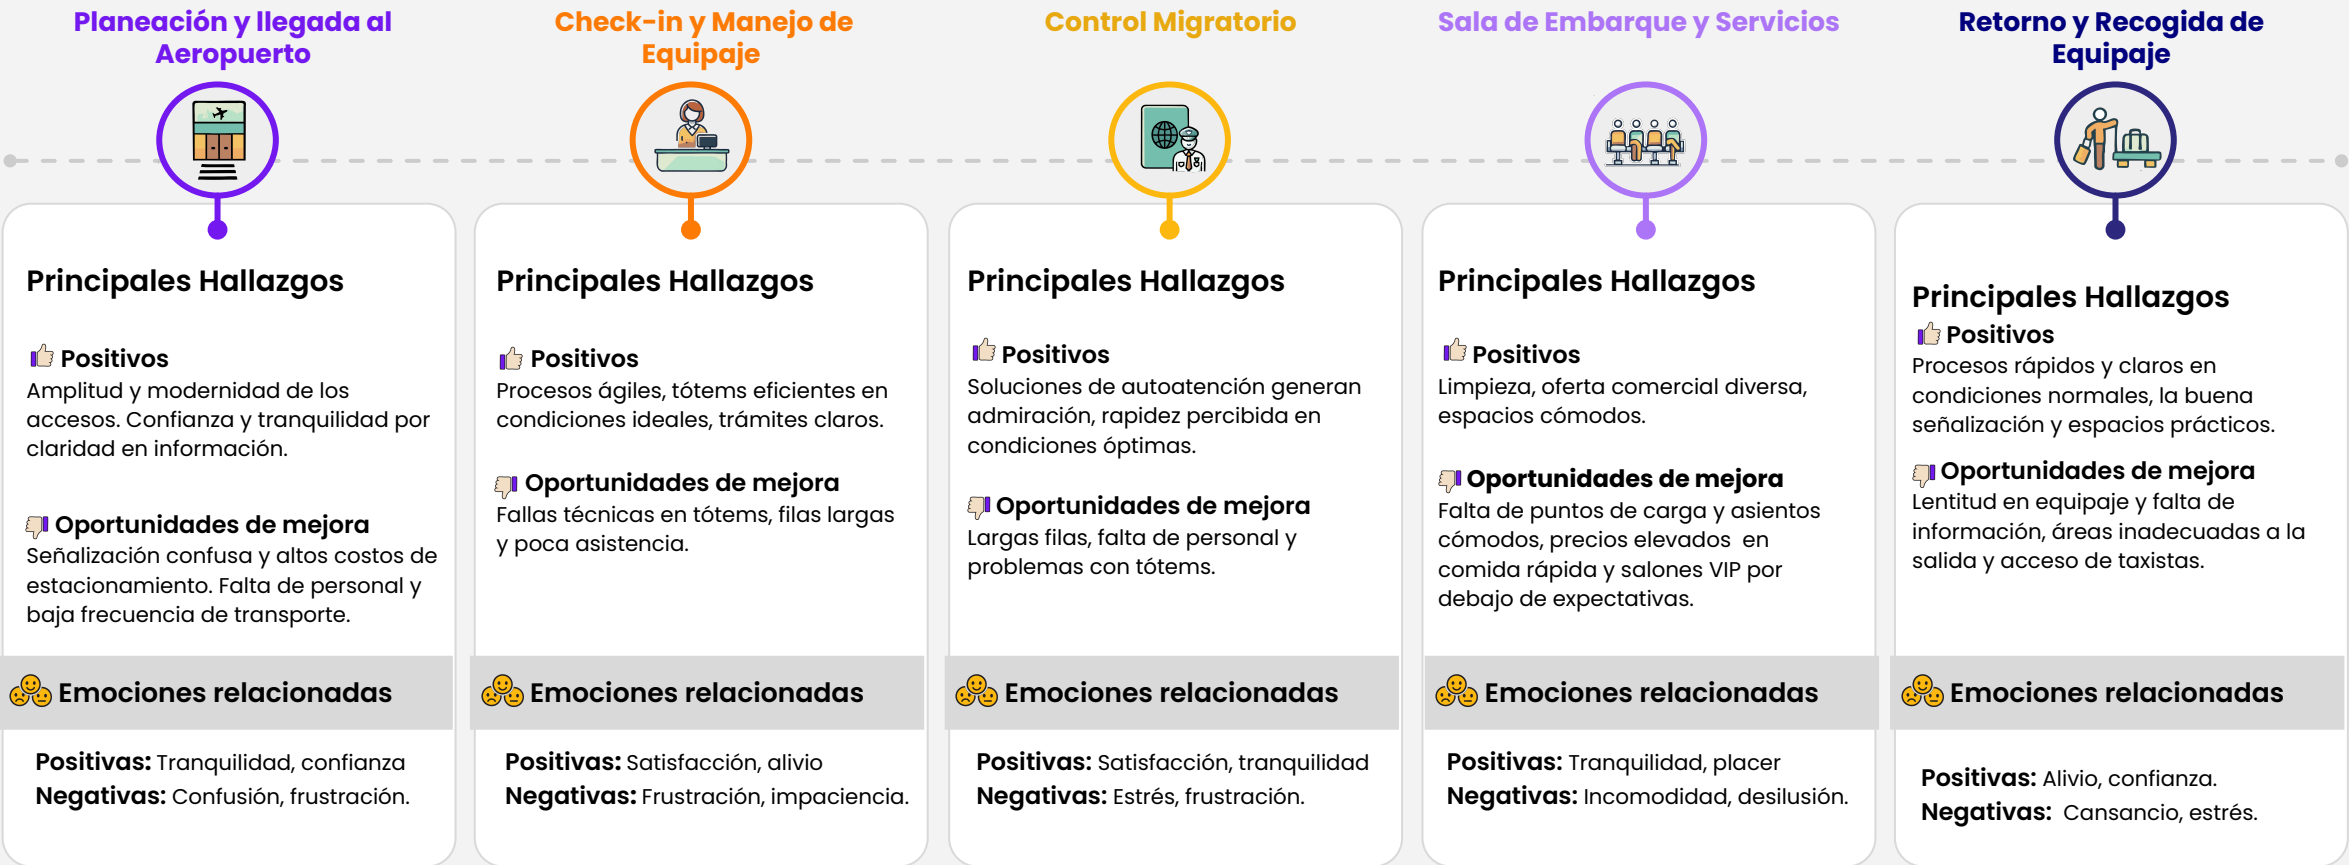 Planeación y llegada al
Aeropuerto
Principales Hallazgos
Positivos
Amplitud y modernidad de los
accesos. Confianza y tranquilidad por
claridad en información.
Oportunidades de mejora
Señalización confusa y altos costos de
estacionamiento. Falta de personal y
baja frecuencia de transporte.
Emociones relacionadas
Positivas: Tranquilidad, confianza
Negativas: Confusión, frustración.
Check-in y Manejo de
Equipaje
Principales Hallazgos
Positivos
Procesos ágiles, tótems eficientes en
condiciones ideales, trámites claros.
Oportunidades de mejora
Fallas técnicas en tótems, filas largas
y poca asistencia.
Emociones relacionadas
Positivas: Satisfacción, alivio
Negativas: Frustración, impaciencia.
Control Migratorio
Principales Hallazgos
Positivos
Soluciones de autoatención generan
admiración, rapidez percibida en
condiciones óptimas.
Oportunidades de mejora
Largas filas, falta de personal y
problemas con tótems.
Emociones relacionadas
Positivas: Satisfacción, tranquilidad
Negativas: Estrés, frustración.
Sala de Embarque y Servicios
Principales Hallazgos
Positivos
Limpieza, oferta comercial diversa,
espacios cómodos.
Oportunidades de mejora
Falta de puntos de carga y asientos
cómodos, precios elevados en
comida rápida y salones VIP por
debajo de expectativas.
Emociones relacionadas
Positivas: Tranquilidad, placer
Negativas: Incomodidad, desilusión.
Retorno y Recogida de
Equipaje
Principales Hallazgos
Positivos
Procesos rápidos y claros en
condiciones normales, la buena
señalización y espacios prácticos.
Oportunidades de mejora
Lentitud en equipaje y falta de
información, áreas inadecuadas a la
salida y acceso de taxistas.
Emociones relacionadas
Positivas: Alivio, confianza.
Negativas: Cansancio, estrés.